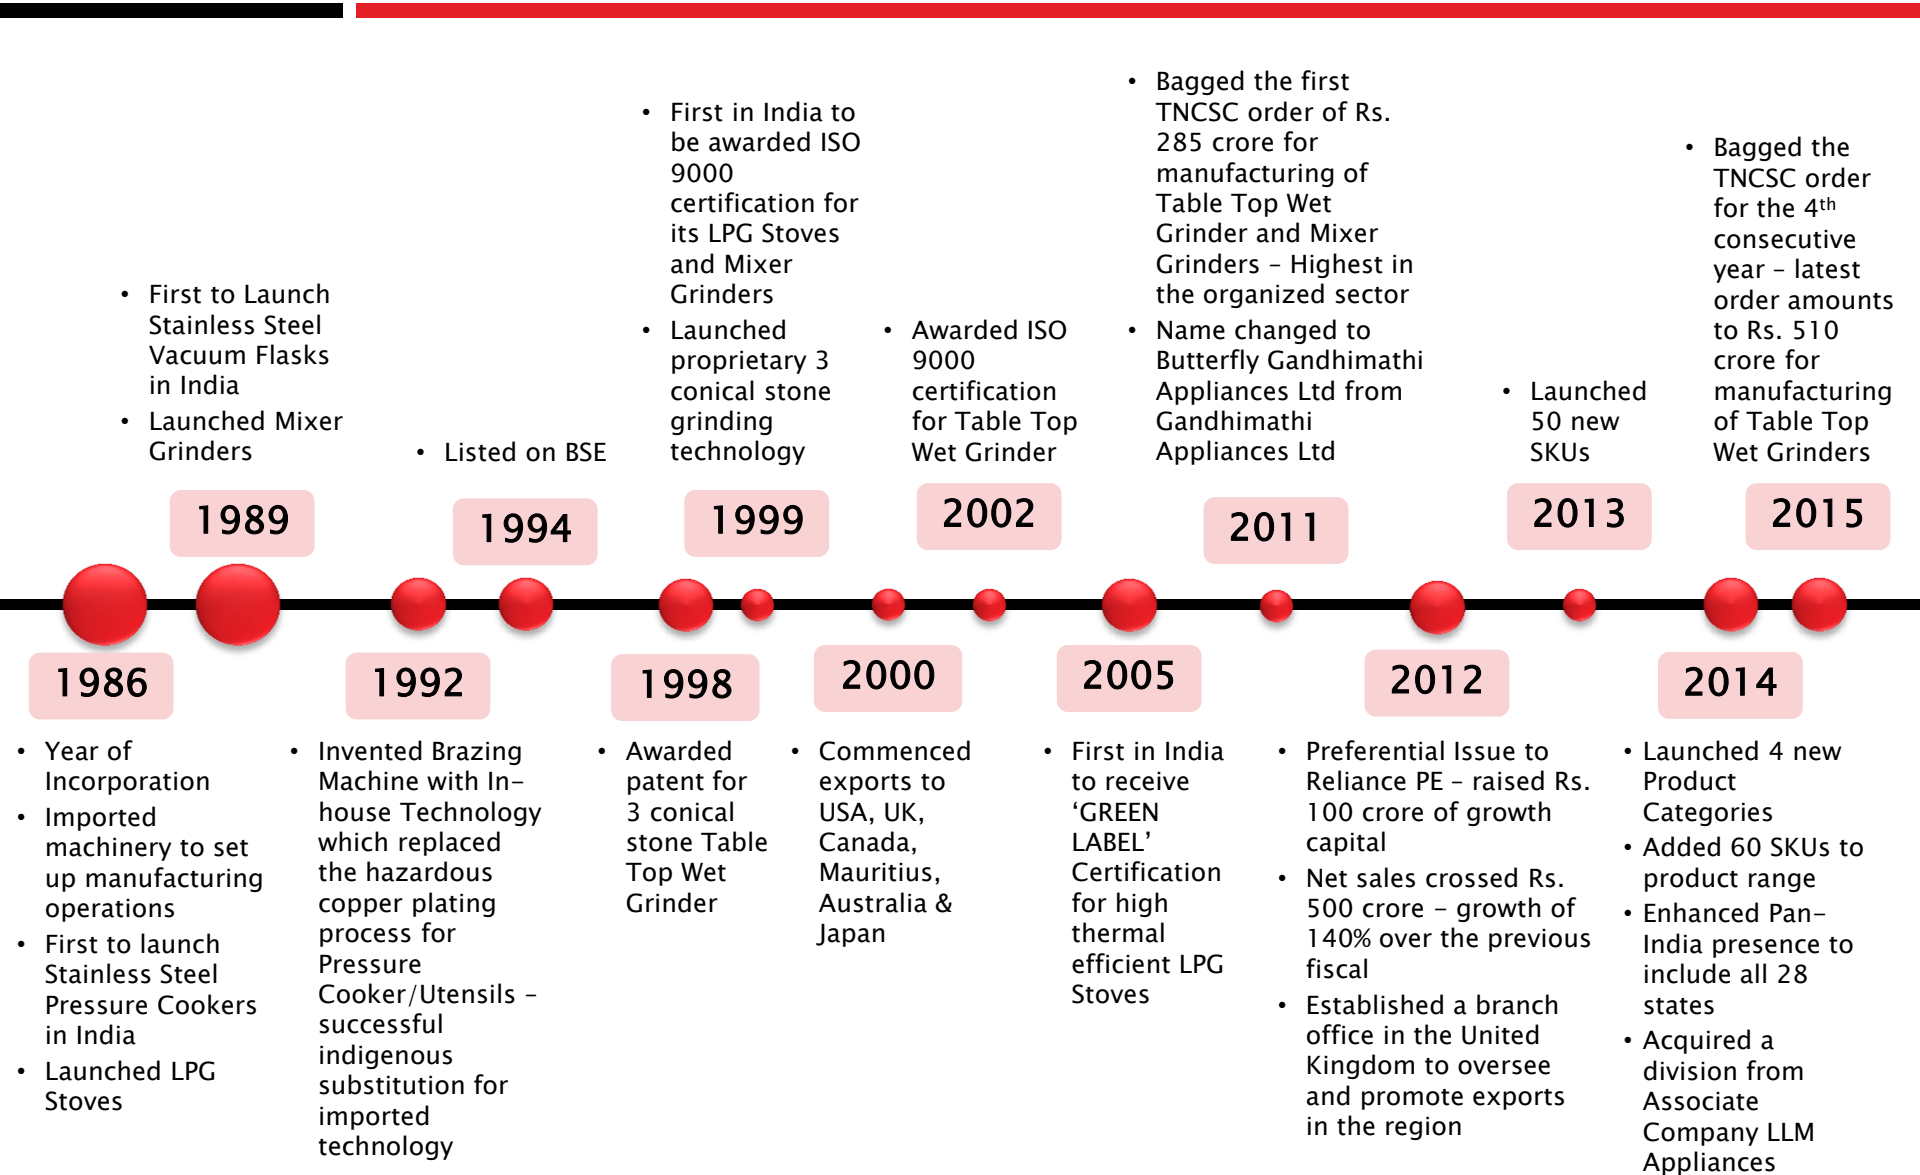 • First to Launch
Stainless Steel
Vacuum Flasks
in India
• Launched Mixer
Grinders
1989
• Listed on BSE
1994
• First in India to
be awarded ISO
9000
certification for
its LPG Stoves
and Mixer
Grinders
• Launched
proprietary 3
conical stone
grinding
technology
1999
• Awarded ISO
9000
certification
for Table Top
Wet Grinder
2002
• Bagged the first
TNCSC order of Rs.
285 crore for
manufacturing of
Table Top Wet
Grinder and Mixer
Grinders – Highest in
the organized sector
• Name changed to
Butterfly Gandhimathi
Appliances Ltd from
Gandhimathi
Appliances Ltd
2011
• Launched
50 new
SKUs
2013
• Bagged the
TNCSC order
for the 4th
consecutive
year – latest
order amounts
to Rs. 510
crore for
manufacturing
of Table Top
Wet Grinders
2015
1986
• Year of
Incorporation
• Imported
machinery to set
up manufacturing
operations
• First to launch
Stainless Steel
Pressure Cookers
in India
• Launched LPG
Stoves
1992
• Invented Brazing
Machine with In-
house Technology
which replaced
the hazardous
copper plating
process for
Pressure
Cooker/Utensils –
successful
indigenous
substitution for
imported
technology
1998
• Awarded
patent for
3 conical
stone Table
Top Wet
Grinder
2000
• Commenced
exports to
USA, UK,
Canada,
Mauritius,
Australia &
Japan
2005
• First in India
to receive
‘GREEN
LABEL’
Certification
for high
thermal
efficient LPG
Stoves
2012
• Preferential Issue to
Reliance PE – raised Rs.
100 crore of growth
capital
• Net sales crossed Rs.
500 crore – growth of
140% over the previous
fiscal
• Established a branch
office in the United
Kingdom to oversee
and promote exports
in the region
2014
• Launched 4 new
Product
Categories
• Added 60 SKUs to
product range
• Enhanced Pan-
India presence to
include all 28
states
• Acquired a
division from
Associate
Company LLM
Appliances